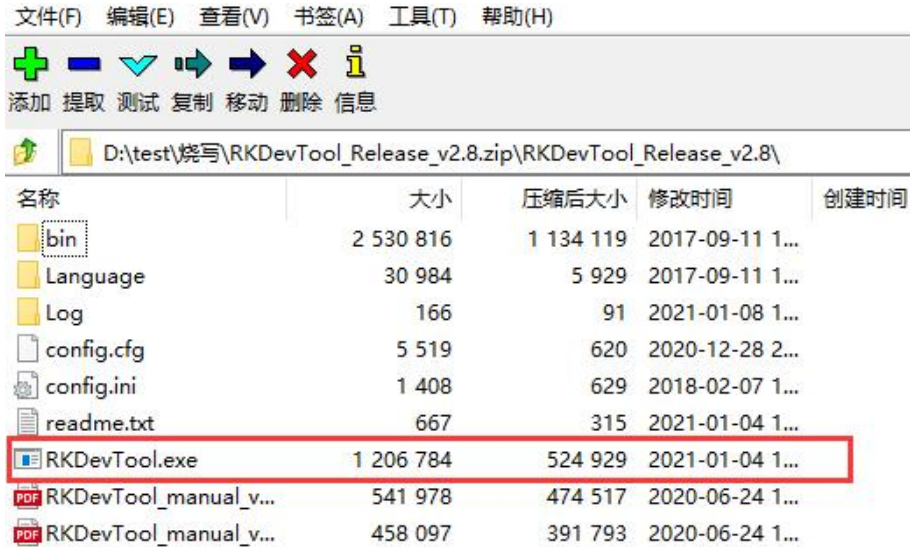 文件(F) 编辑(E) 查看(V) 书签(A) 工具(T) 帮助(H)
添加 提取 测试 复制 移动 删除 信息
D:\test\烧写\RKDevTool_Release_v2.8.zip\RKDevTool_Release_v2.8\
名称 大小 压缩后大小 修改时间 创建时间
bin 2 530 816 1 134 119 2017-09-11 1...
Language 30 984 5 929 2017-09-11 1...
Log 166 91 2021-01-08 1...
config.cfg 5 519 620 2020-12-28 2...
config.ini 1 408 629 2018-02-07 1...
readme.txt 667 315 2021-01-04 1...
RKDevTool.exe 1 206 784 524 929 2021-01-04 1...
PDF RKDevTool_manual_v... 541 978 474 517 2020-06-24 1...
PDF RKDevTool_manual_v... 458 097 391 793 2020-06-24 1...